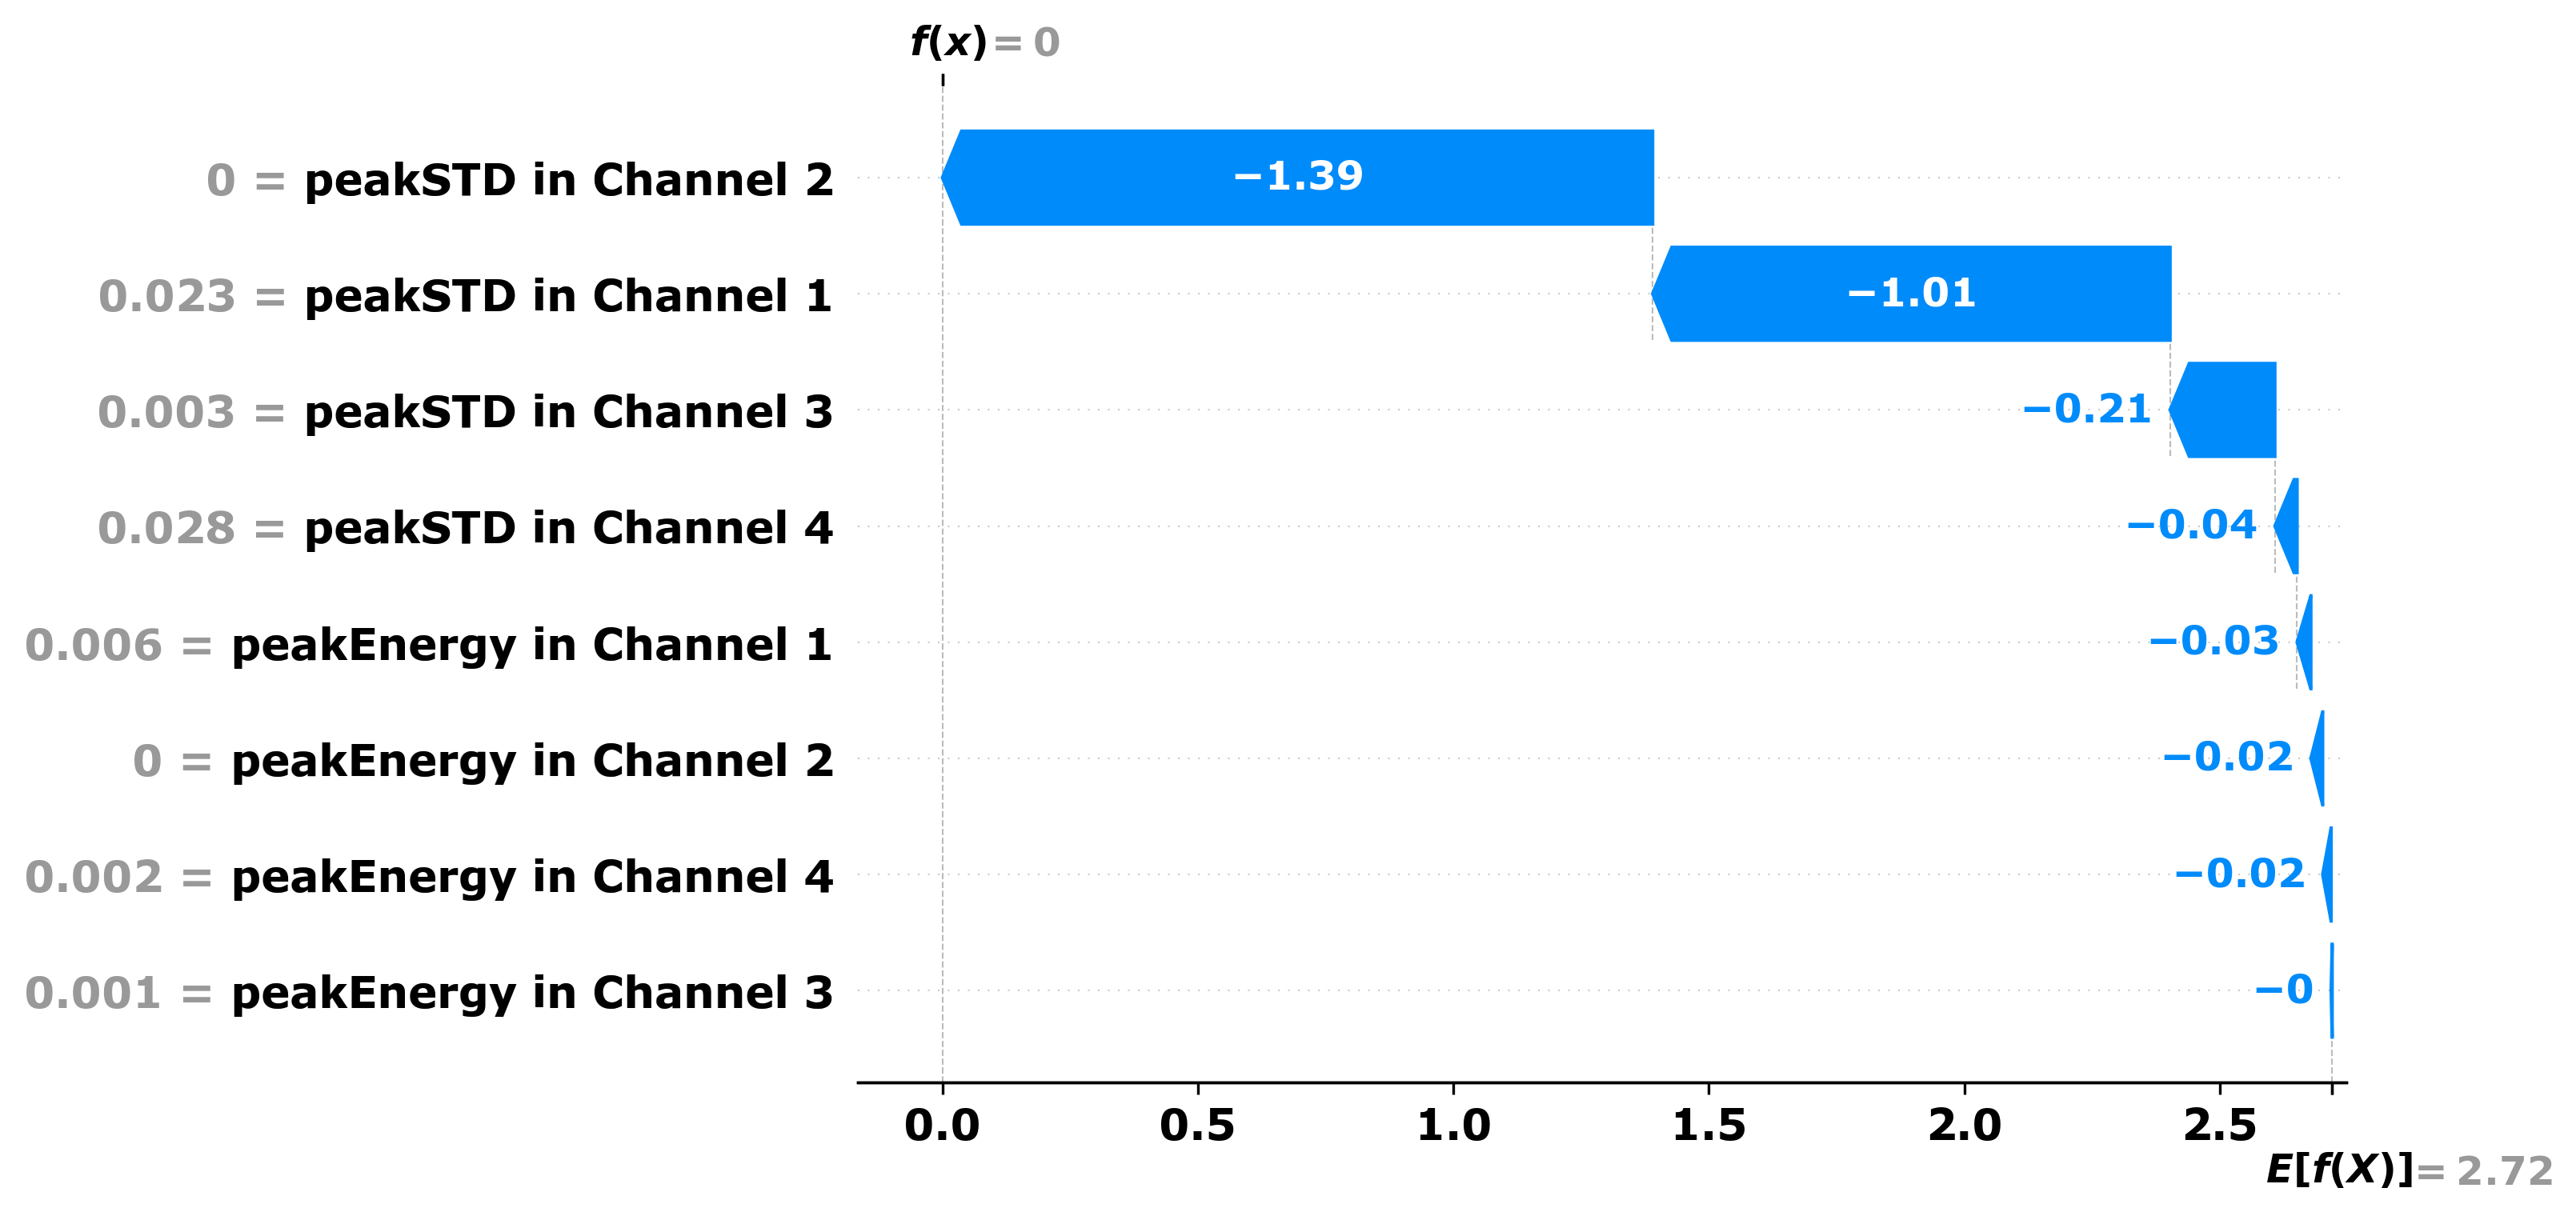 f(x) = 0
0 = peakSTD in Channel 2 −1.39
0.023 = peakSTD in Channel 1 −1.01
0.003 = peakSTD in Channel 3 −0.21
0.028 = peakSTD in Channel 4 −0.04
0.006 = peakEnergy in Channel 1 −0.03
0 = peakEnergy in Channel 2 −0.02
0.002 = peakEnergy in Channel 4 −0.02
0.001 = peakEnergy in Channel 3 −0
0.0 0.5 1.0 1.5 2.0 2.5
E[f(X)] = 2.72